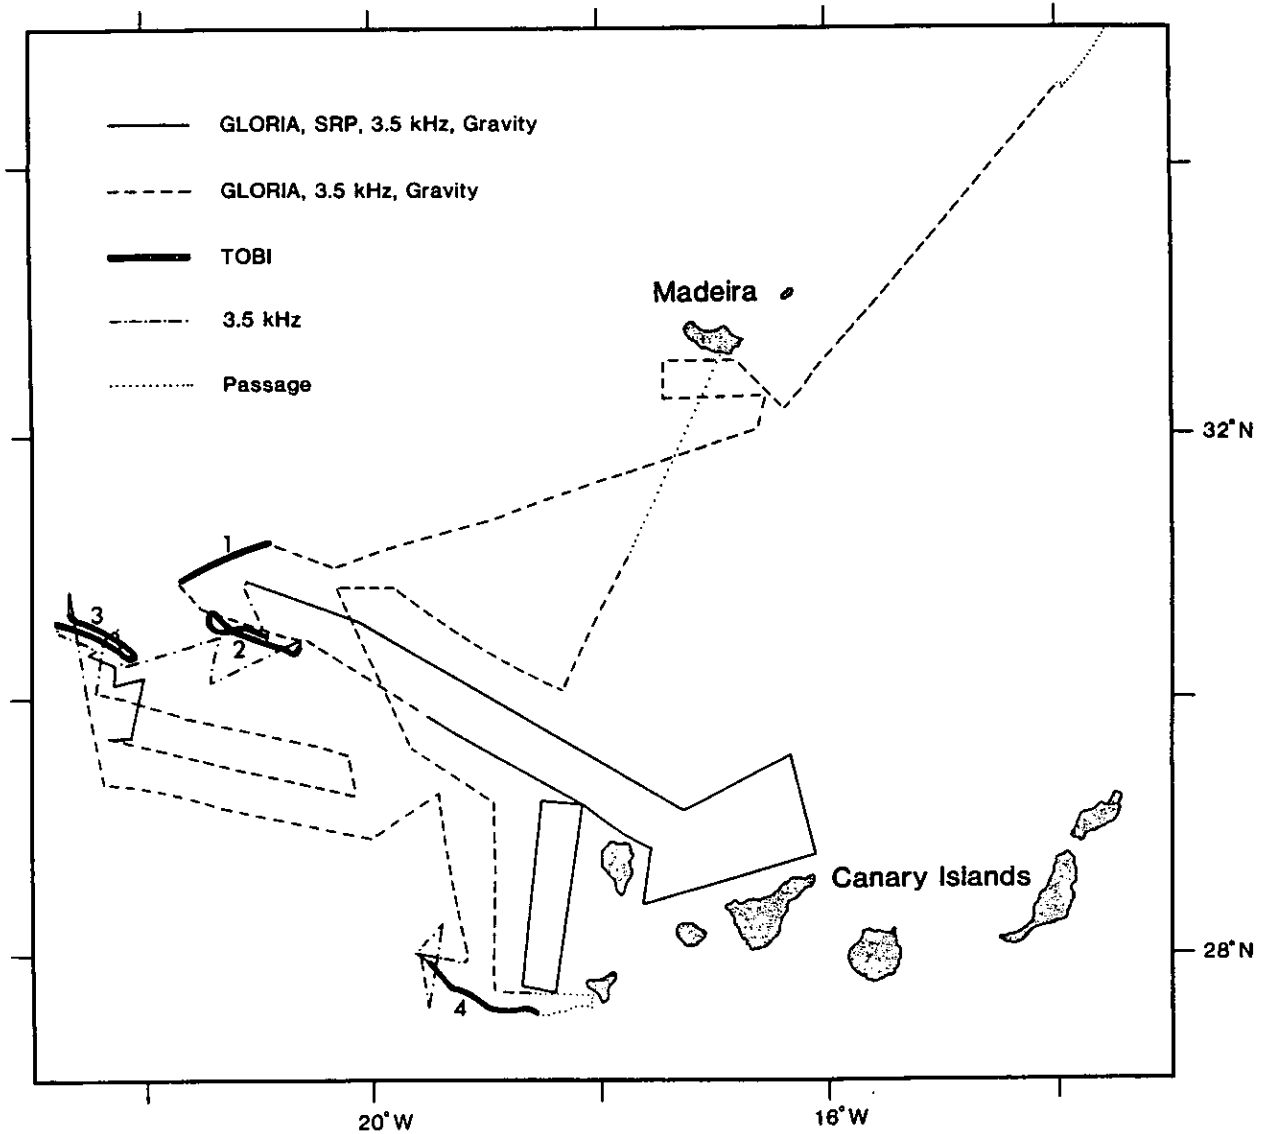 GLORIA, SRP, 3.5 kHz, Gravity
GLORIA, 3.5 kHz, Gravity
TOBI
3.5 kHz
Passage
Madeira
32°N
1
3
2
Canary Islands
28°N
4
20°W
16°W